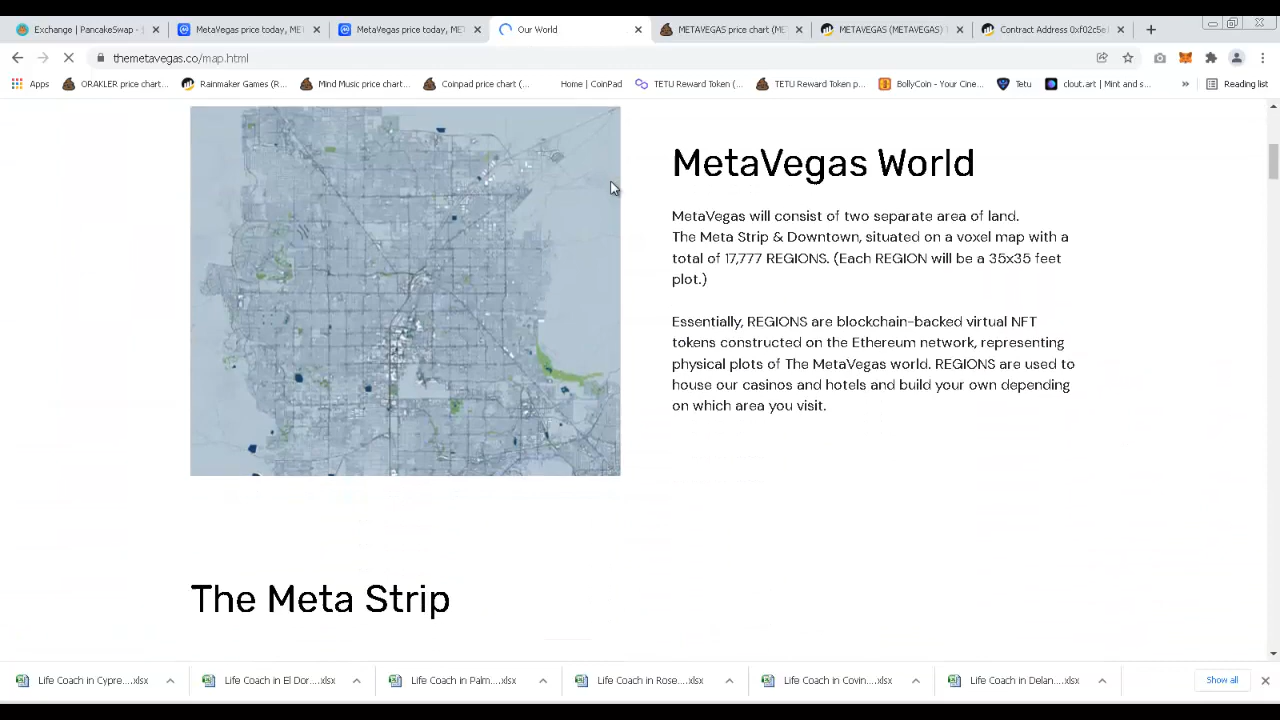 Exchange | PancakeSwap -
MetaVegas price today, ME
MetaVegas price today, ME
Our World
METAVEGAS price chart (ME
METAVEGAS (METAVEGAS)
Contract Address 0xf02c5e
themetavegas.co/map.html
Apps
ORAKLER price chart...
Rainmaker Games (R...
Mind Music price chart...
Coinpad price chart (...
Home | CoinPad
TETU Reward Token (...
TETU Reward Token p...
BollyCoin - Your Cine...
Tetu
clout.art | Mint and s...
»
Reading list
MetaVegas World
MetaVegas will consist of two separate area of land.
The Meta Strip & Downtown, situated on a voxel map with a
total of 17,777 REGIONS. (Each REGION will be a 35x35 feet
plot.)
Essentially, REGIONS are blockchain-backed virtual NFT
tokens constructed on the Ethereum network, representing
physical plots of The MetaVegas world. REGIONS are used to
house our casinos and hotels and build your own depending
on which area you visit.
The Meta Strip
Life Coach in Cypre....xlsx
Life Coach in El Dor....xlsx
Life Coach in Palm....xlsx
Life Coach in Rose....xlsx
Life Coach in Covin....xlsx
Life Coach in Delan....xlsx
Show all